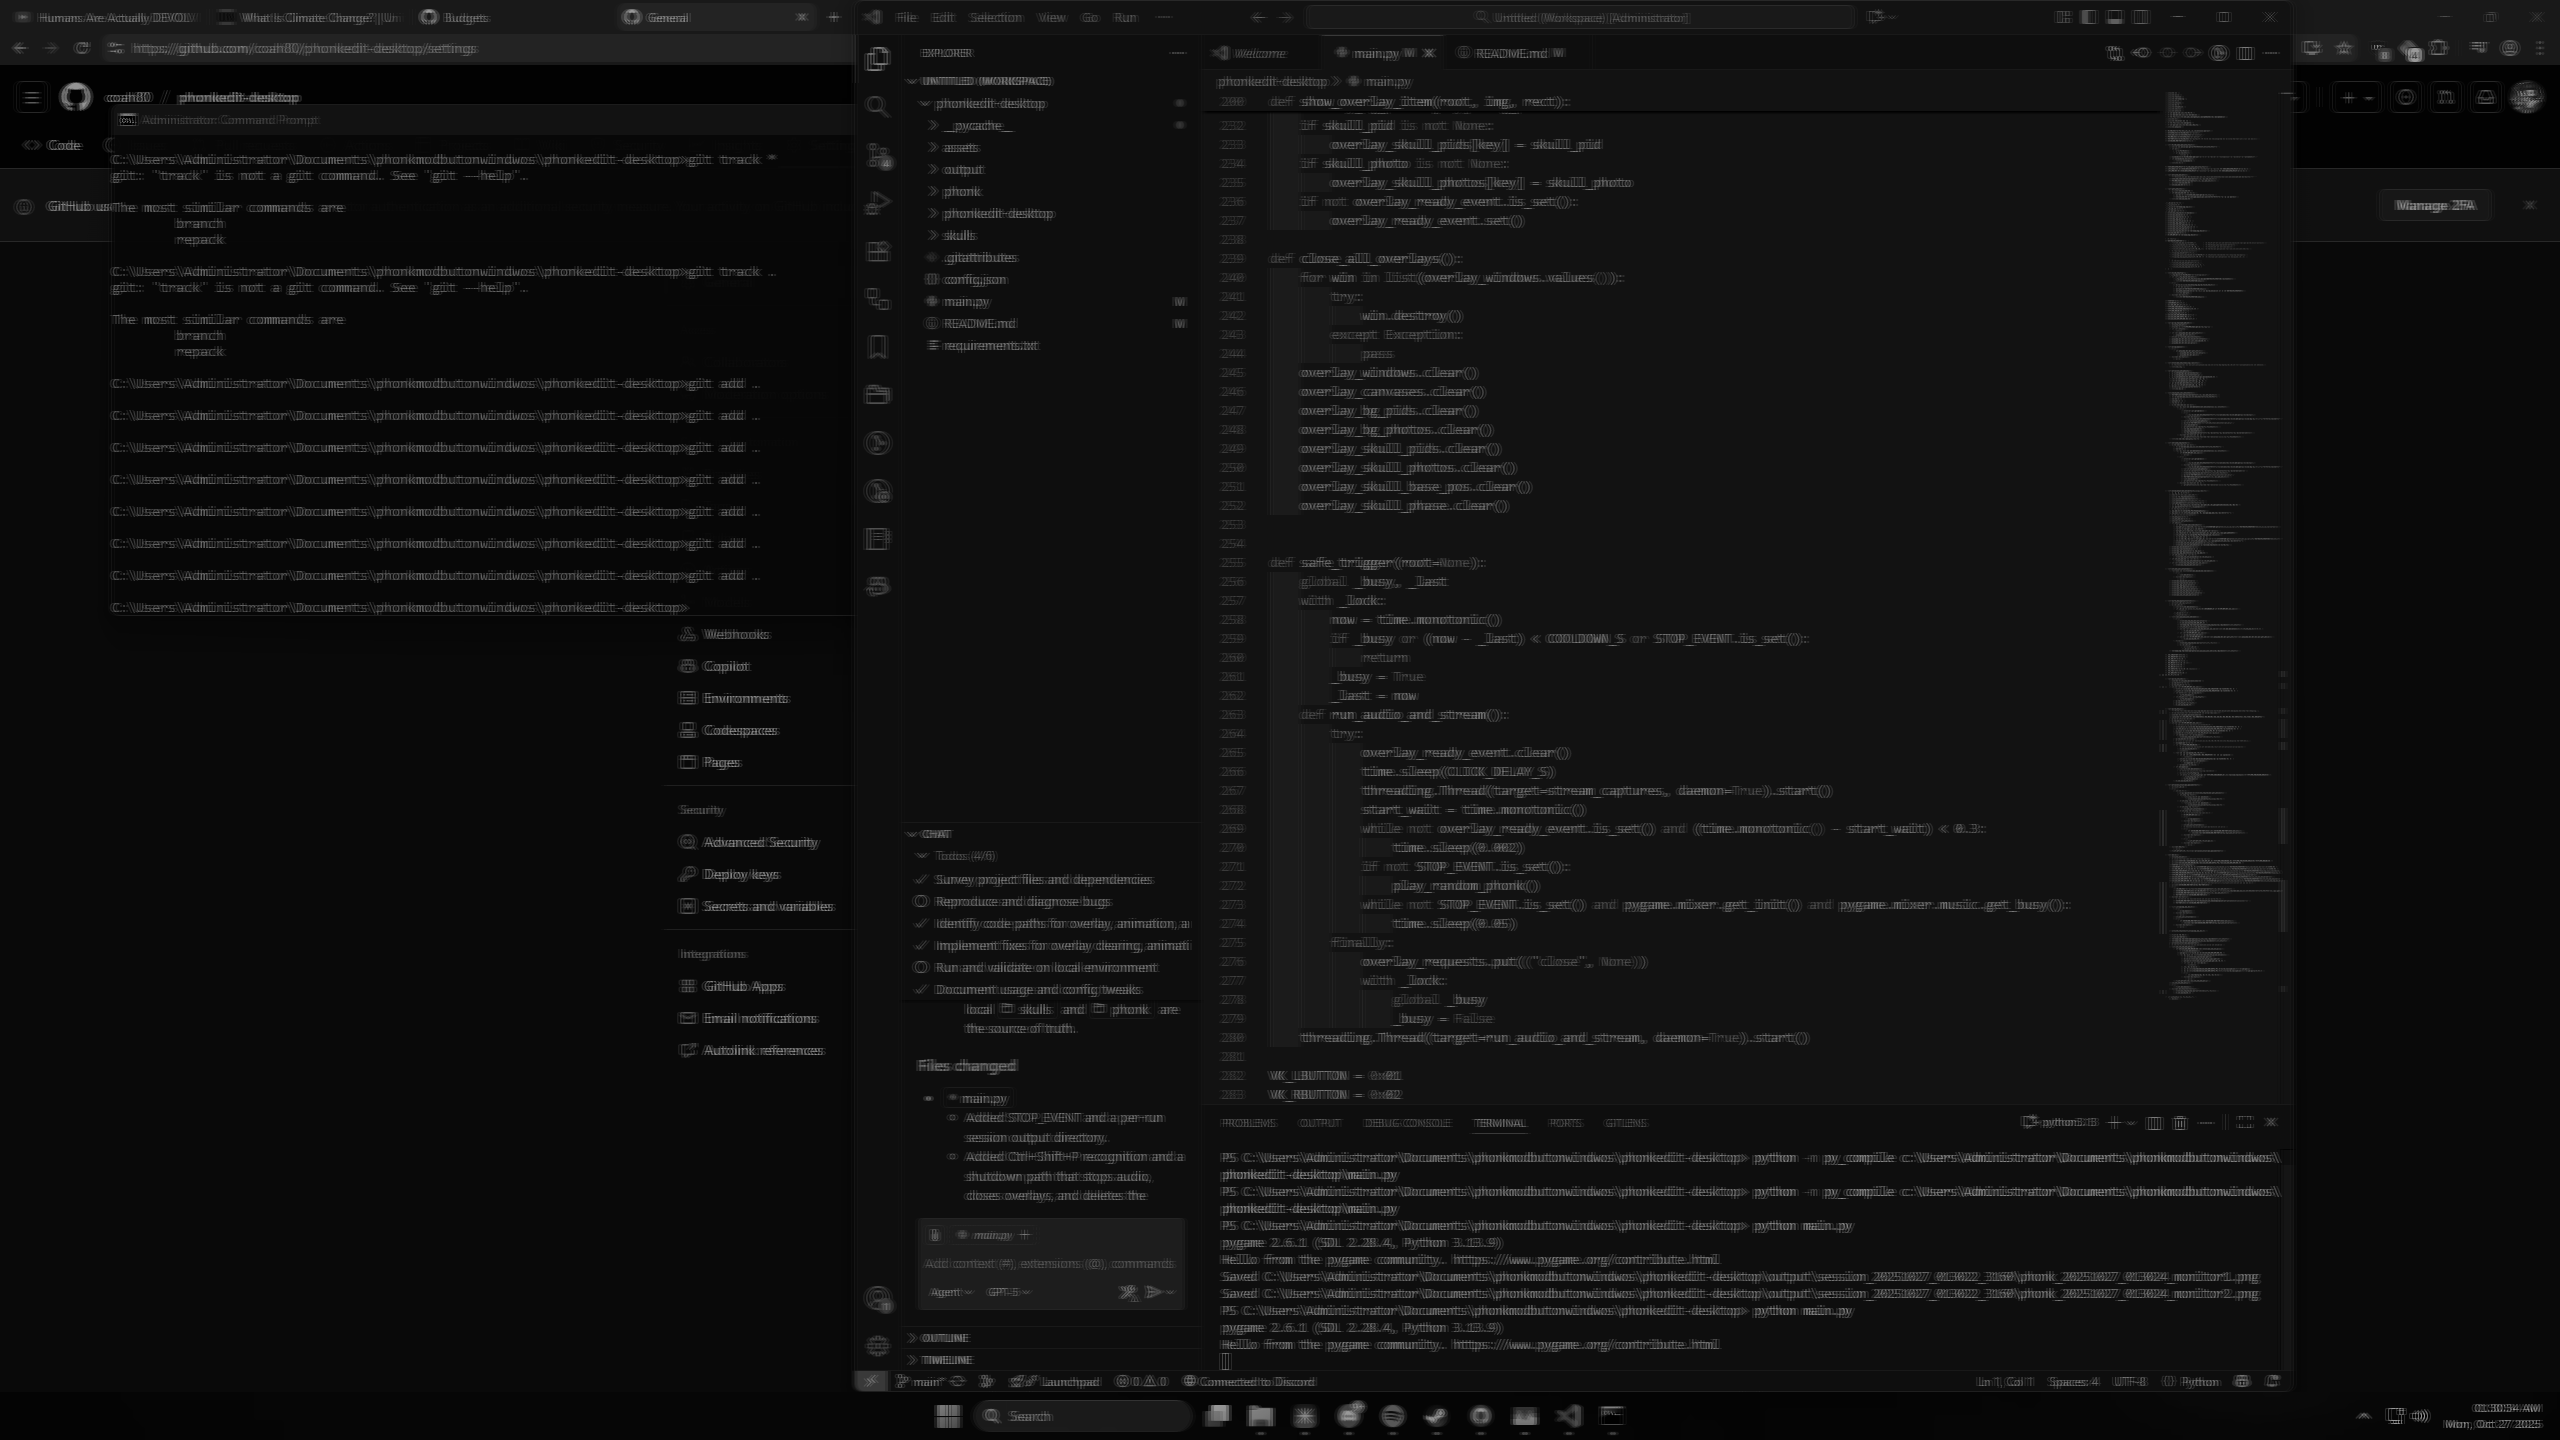 Humans Are Actually DEVOL
What Is Climate Change? | Un
Budgets
General
https://github.com/coah80/phonkedit-desktop/settings
coah80 / phonkedit-desktop
Code
GitHub us
Manage 2FA
Administrator: Command Prompt
C:\Users\Administrator\Documents\phonkmodbuttonwindwos\phonkedit-desktop>git track *
git: 'track' is not a git command. See 'git --help'.
The most similar commands are
branch
repack
C:\Users\Administrator\Documents\phonkmodbuttonwindwos\phonkedit-desktop>git track .
git: 'track' is not a git command. See 'git --help'.
The most similar commands are
branch
repack
C:\Users\Administrator\Documents\phonkmodbuttonwindwos\phonkedit-desktop>git add .
C:\Users\Administrator\Documents\phonkmodbuttonwindwos\phonkedit-desktop>git add .
C:\Users\Administrator\Documents\phonkmodbuttonwindwos\phonkedit-desktop>git add .
C:\Users\Administrator\Documents\phonkmodbuttonwindwos\phonkedit-desktop>git add .
C:\Users\Administrator\Documents\phonkmodbuttonwindwos\phonkedit-desktop>git add .
C:\Users\Administrator\Documents\phonkmodbuttonwindwos\phonkedit-desktop>git add .
C:\Users\Administrator\Documents\phonkmodbuttonwindwos\phonkedit-desktop>git add .
C:\Users\Administrator\Documents\phonkmodbuttonwindwos\phonkedit-desktop>
Webhooks
Copilot
Environments
Codespaces
Pages
Security
Advanced Security
Deploy keys
Secrets and variables
Integrations
GitHub Apps
Email notifications
Autolink references
File Edit Selection View Go Run
Untitled (Workspace) [Administrator]
EXPLORER
UNTITLED (WORKSPACE)
phonkedit-desktop
__pycache__
assets
output
phonk
phonkedit-desktop
skulls
.gitattributes
config.json
main.py M
README.md M
requirements.txt
CHAT
Todos (4/6)
Survey project files and dependencies
Reproduce and diagnose bugs
Identify code paths for overlay, animation, a
Implement fixes for overlay clearing, animati
Run and validate on local environment
Document usage and config tweaks
local skulls and phonk are
the source of truth.
Files changed
main.py
Added STOP_EVENT and a per-run
session output directory.
Added Ctrl+Shift+P recognition and a
shutdown path that stops audio,
closes overlays, and deletes the
main.py +
Add context (#), extensions (@), commands
Agent GPT-5
OUTLINE
TIMELINE
Welcome
main.py M
README.md M
phonkedit-desktop > main.py
200 def show_overlay_item(root, img, rect):
232 if skull_pid is not None:
233 overlay_skull_pids[key] = skull_pid
234 if skull_photo is not None:
235 overlay_skull_photos[key] = skull_photo
236 if not overlay_ready_event.is_set():
237 overlay_ready_event.set()
238
239 def close_all_overlays():
240 for win in list(overlay_windows.values()):
241 try:
242 win.destroy()
243 except Exception:
244 pass
245 overlay_windows.clear()
246 overlay_canvases.clear()
247 overlay_bg_pids.clear()
248 overlay_bg_photos.clear()
249 overlay_skull_pids.clear()
250 overlay_skull_photos.clear()
251 overlay_skull_base_pos.clear()
252 overlay_skull_phase.clear()
253
254
255 def safe_trigger(root=None):
256 global _busy, _last
257 with _lock:
258 now = time.monotonic()
259 if _busy or (now - _last) < COOLDOWN_S or STOP_EVENT.is_set():
260 return
261 _busy = True
262 _last = now
263 def run_audio_and_stream():
264 try:
265 overlay_ready_event.clear()
266 time.sleep(CLICK_DELAY_S)
267 threading.Thread(target=stream_captures, daemon=True).start()
268 start_wait = time.monotonic()
269 while not overlay_ready_event.is_set() and (time.monotonic() - start_wait) < 0.3:
270 time.sleep(0.002)
271 if not STOP_EVENT.is_set():
272 play_random_phonk()
273 while not STOP_EVENT.is_set() and pygame.mixer.get_init() and pygame.mixer.music.get_busy():
274 time.sleep(0.05)
275 finally:
276 overlay_requests.put(("close", None))
277 with _lock:
278 global _busy
279 _busy = False
280 threading.Thread(target=run_audio_and_stream, daemon=True).start()
281
282 VK_LBUTTON = 0x01
283 VK_RBUTTON = 0x02
PROBLEMS OUTPUT DEBUG CONSOLE TERMINAL PORTS GITLENS
python3.13
PS C:\Users\Administrator\Documents\phonkmodbuttonwindwos\phonkedit-desktop> python -m py_compile c:\Users\Administrator\Documents\phonkmodbuttonwindwos\
phonkedit-desktop\main.py
PS C:\Users\Administrator\Documents\phonkmodbuttonwindwos\phonkedit-desktop> python -m py_compile c:\Users\Administrator\Documents\phonkmodbuttonwindwos\
phonkedit-desktop\main.py
PS C:\Users\Administrator\Documents\phonkmodbuttonwindwos\phonkedit-desktop> python main.py
pygame 2.6.1 (SDL 2.28.4, Python 3.13.9)
Hello from the pygame community. https://www.pygame.org/contribute.html
Saved C:\Users\Administrator\Documents\phonkmodbuttonwindwos\phonkedit-desktop\output\session_20251027_013022_3160\phonk_20251027_013024_monitor1.png
Saved C:\Users\Administrator\Documents\phonkmodbuttonwindwos\phonkedit-desktop\output\session_20251027_013022_3160\phonk_20251027_013024_monitor2.png
PS C:\Users\Administrator\Documents\phonkmodbuttonwindwos\phonkedit-desktop> python main.py
pygame 2.6.1 (SDL 2.28.4, Python 3.13.9)
Hello from the pygame community. https://www.pygame.org/contribute.html
main* Launchpad 0 0 Connected to Discord
Ln 1, Col 1 Spaces: 4 UTF-8 Python
Search
Mon, Oct 27 2025